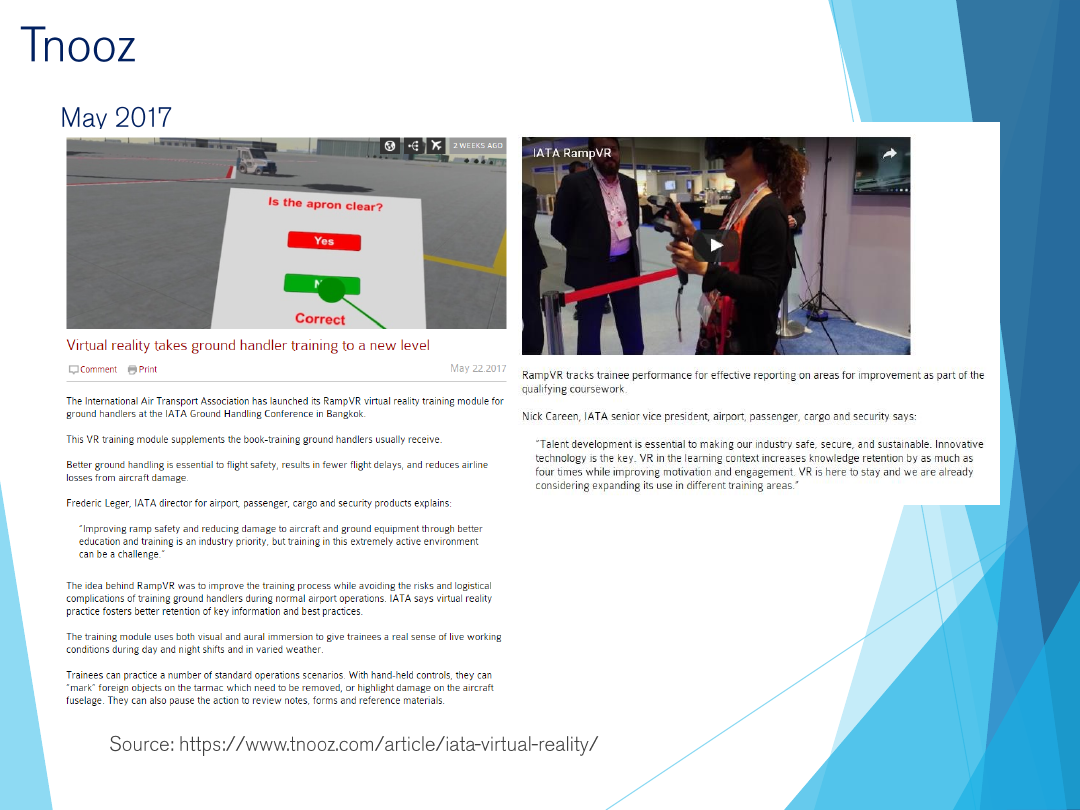 Tnooz
May 2017
2 WEEKS AGO
Is the apron clear?
Yes
Correct
Virtual reality takes ground handler training to a new level
Comment Print May 22.2017
The International Air Transport Association has launched its RampVR virtual reality training module for
ground handlers at the IATA Ground Handling Conference in Bangkok.
This VR training module supplements the book-training ground handlers usually receive.
Better ground handling is essential to flight safety, results in fewer flight delays, and reduces airline
losses from aircraft damage.
Frederic Leger, IATA director for airport, passenger, cargo and security products explains:
“Improving ramp safety and reducing damage to aircraft and ground equipment through better
education and training is an industry priority, but training in this extremely active environment
can be a challenge.”
The idea behind RampVR was to improve the training process while avoiding the risks and logistical
complications of training ground handlers during normal airport operations. IATA says virtual reality
practice fosters better retention of key information and best practices.
The training module uses both visual and aural immersion to give trainees a real sense of live working
conditions during day and night shifts and in varied weather.
Trainees can practice a number of standard operations scenarios. With hand-held controls, they can
“mark” foreign objects on the tarmac which need to be removed, or highlight damage on the aircraft
fuselage. They can also pause the action to review notes, forms and reference materials.
IATA RampVR
RampVR tracks trainee performance for effective reporting on areas for improvement as part of the
qualifying coursework.
Nick Careen, IATA senior vice president, airport, passenger, cargo and security says:
“Talent development is essential to making our industry safe, secure, and sustainable. Innovative
technology is the key. VR in the learning context increases knowledge retention by as much as
four times while improving motivation and engagement. VR is here to stay and we are already
considering expanding its use in different training areas.”
Source: https://www.tnooz.com/article/iata-virtual-reality/